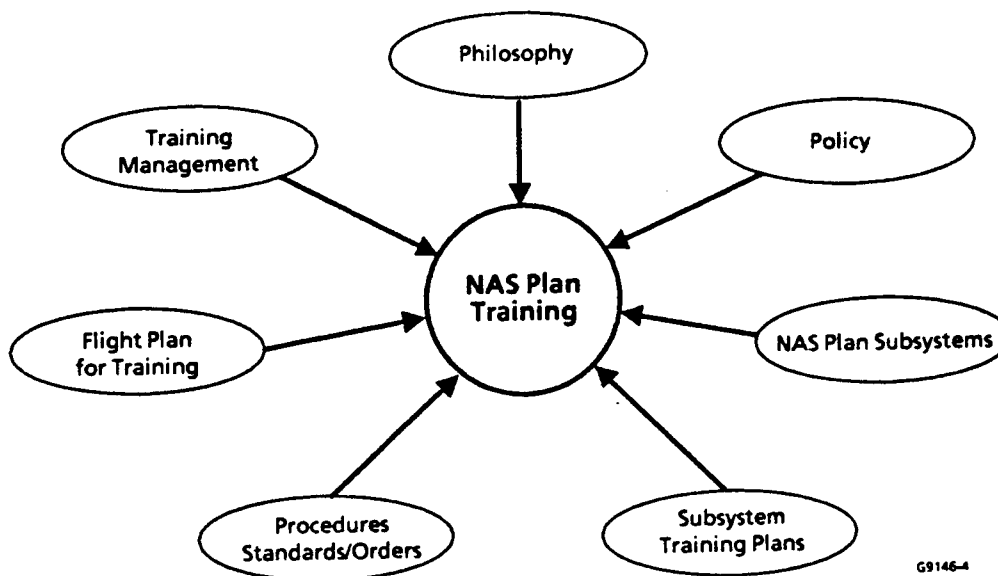 Philosophy
Training
Management
Policy
NAS Plan
Training
Flight Plan
for Training
NAS Plan Subsystems
Procedures
Standards/Orders
Subsystem
Training Plans
G9146-4